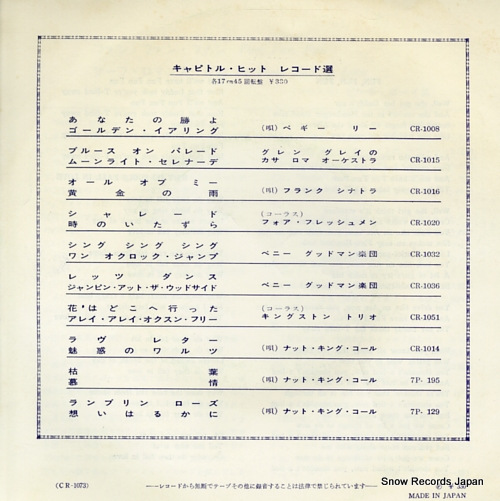 キャピトル・ヒット レコード選
各17cm45回転盤 ¥330
あなたの勝よ
ゴールデン・イアリング (唄) ペギー リー CR-1008
ブルース オン パレード グレン グレイの
ムーンライト・セレナーデ カサ ロマ オーケストラ CR-1015
オール オブ ミー
黄金の雨 (唄) フランク シナトラ CR-1016
シャレード (コーラス)
時のいたずら フォア・フレッシュメン CR-1020
シング シング シング
ワン オクロック・ジャンプ ベニー グッドマン楽団 CR-1032
レッツ ダンス
ジャンピン・アット・ザ・ウッドサイド ベニー グッドマン楽団 CR-1036
花はどこへ行った (コーラス)
アレイ・アレイ・オクスン・フリー キングストン トリオ CR-1051
ラヴ レター
魅惑のワルツ (唄) ナット・キング・コール CR-1014
枯葉
慕情 (唄) ナット・キング・コール 7P-195
ランブリン ローズ
想いはるかに (唄) ナット・キング・コール 7P-129
(CR-1073) ──レコードから無断でテープその他に録音することは法律で禁じられています── Ⓟ ¥330
MADE IN JAPAN
Snow Records Japan